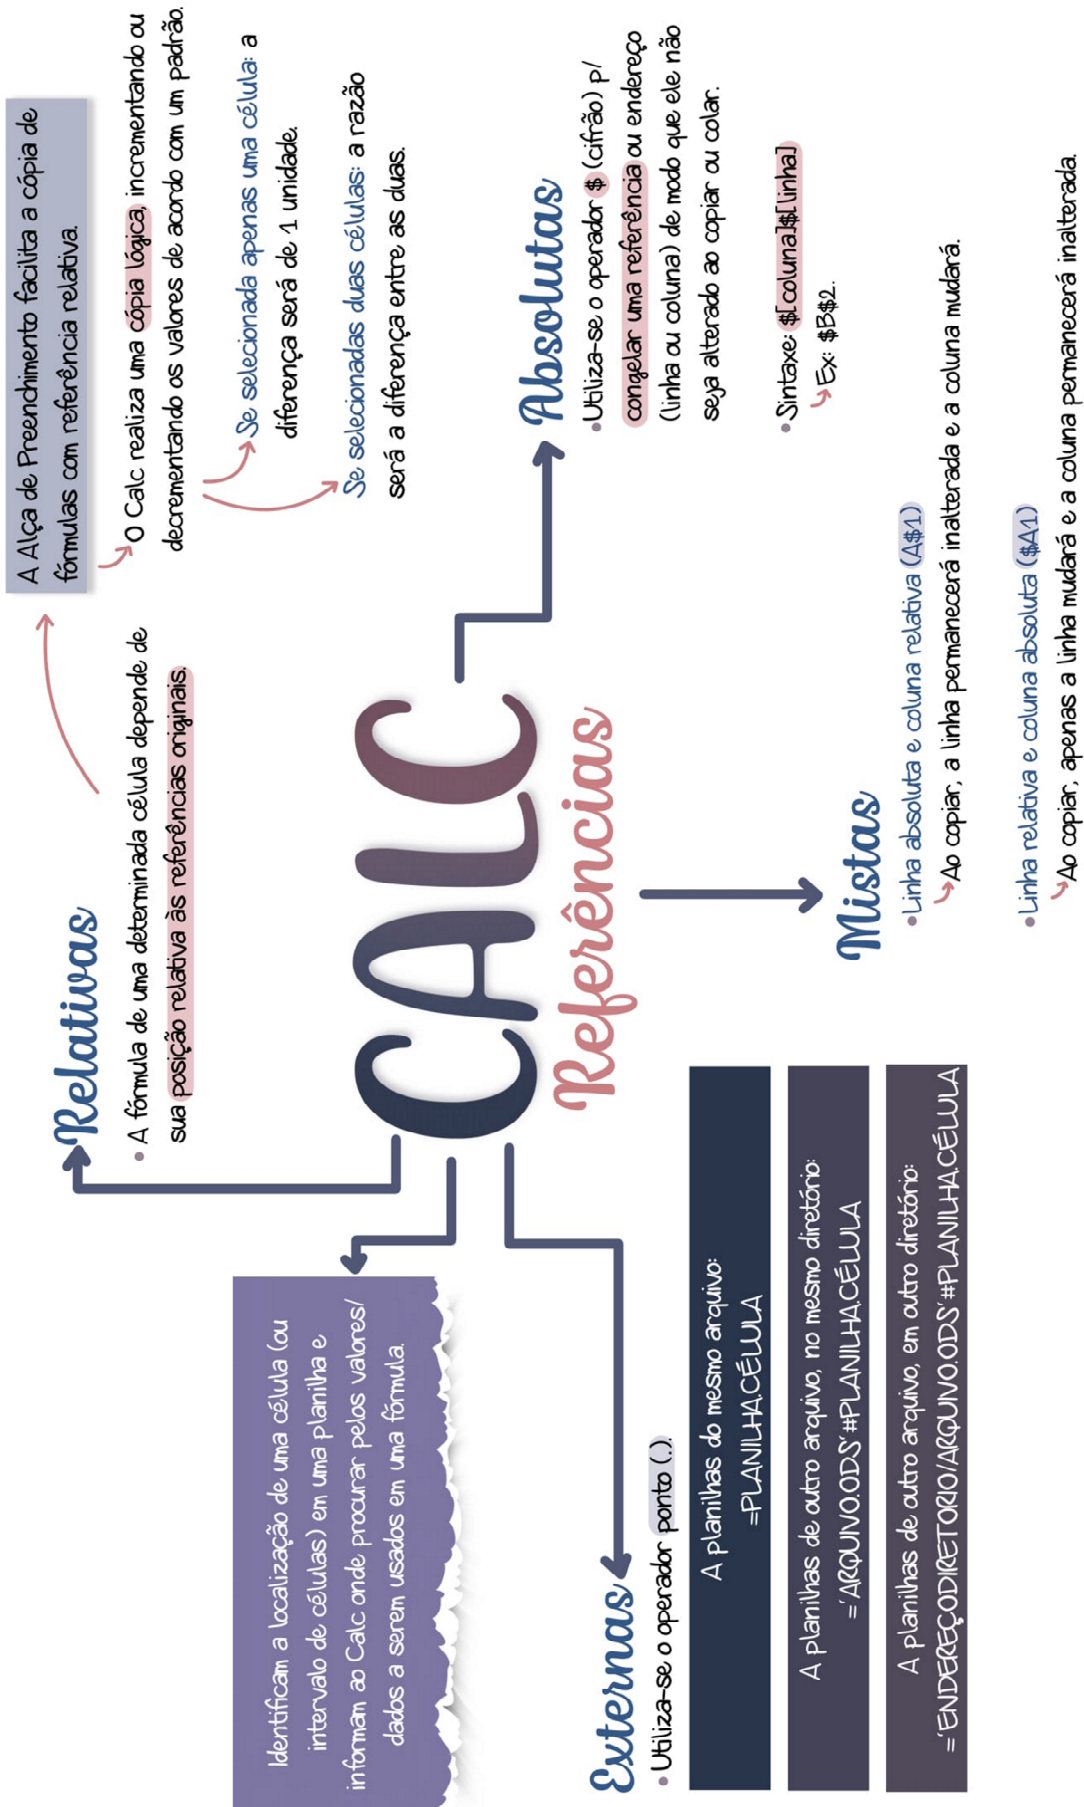 CALC
Referências
Identificam a localização de uma célula (ou
intervalo de células) em uma planilha e
informam ao Calc onde procurar pelos valores/
dados a serem usados em uma fórmula.
Relativas
• A fórmula de uma determinada célula depende de
sua posição relativa às referências originais.
A Alça de Preenchimento facilita a cópia de
fórmulas com referência relativa.
O Calc realiza uma cópia lógica, incrementando ou
decrementando os valores de acordo com um padrão.
Se selecionada apenas uma célula: a
diferença será de 1 unidade.
Se selecionadas duas células: a razão
será a diferença entre as duas.
Absolutas
• Utiliza-se o operador $ (cifrão) p/
congelar uma referência ou endereço
(linha ou coluna) de modo que ele não
seja alterado ao copiar ou colar.
• Sintaxe: $[coluna]$[linha]
Ex: $B$2.
Mistas
• Linha absoluta e coluna relativa (A$1)
Ao copiar, a linha permanecerá inalterada e a coluna mudará.
• Linha relativa e coluna absoluta ($A1)
Ao copiar, apenas a linha mudará e a coluna permanecerá inalterada.
Externas
• Utiliza-se o operador ponto (.).
A planilhas do mesmo arquivo:
=PLANILHA.CÉLULA
A planilhas de outro arquivo, no mesmo diretório:
='ARQUIVO.ODS'#PLANILHA.CÉLULA
A planilhas de outro arquivo, em outro diretório:
='ENDEREÇODIRETORIO/ARQUIVO.ODS'#PLANILHA.CÉLULA